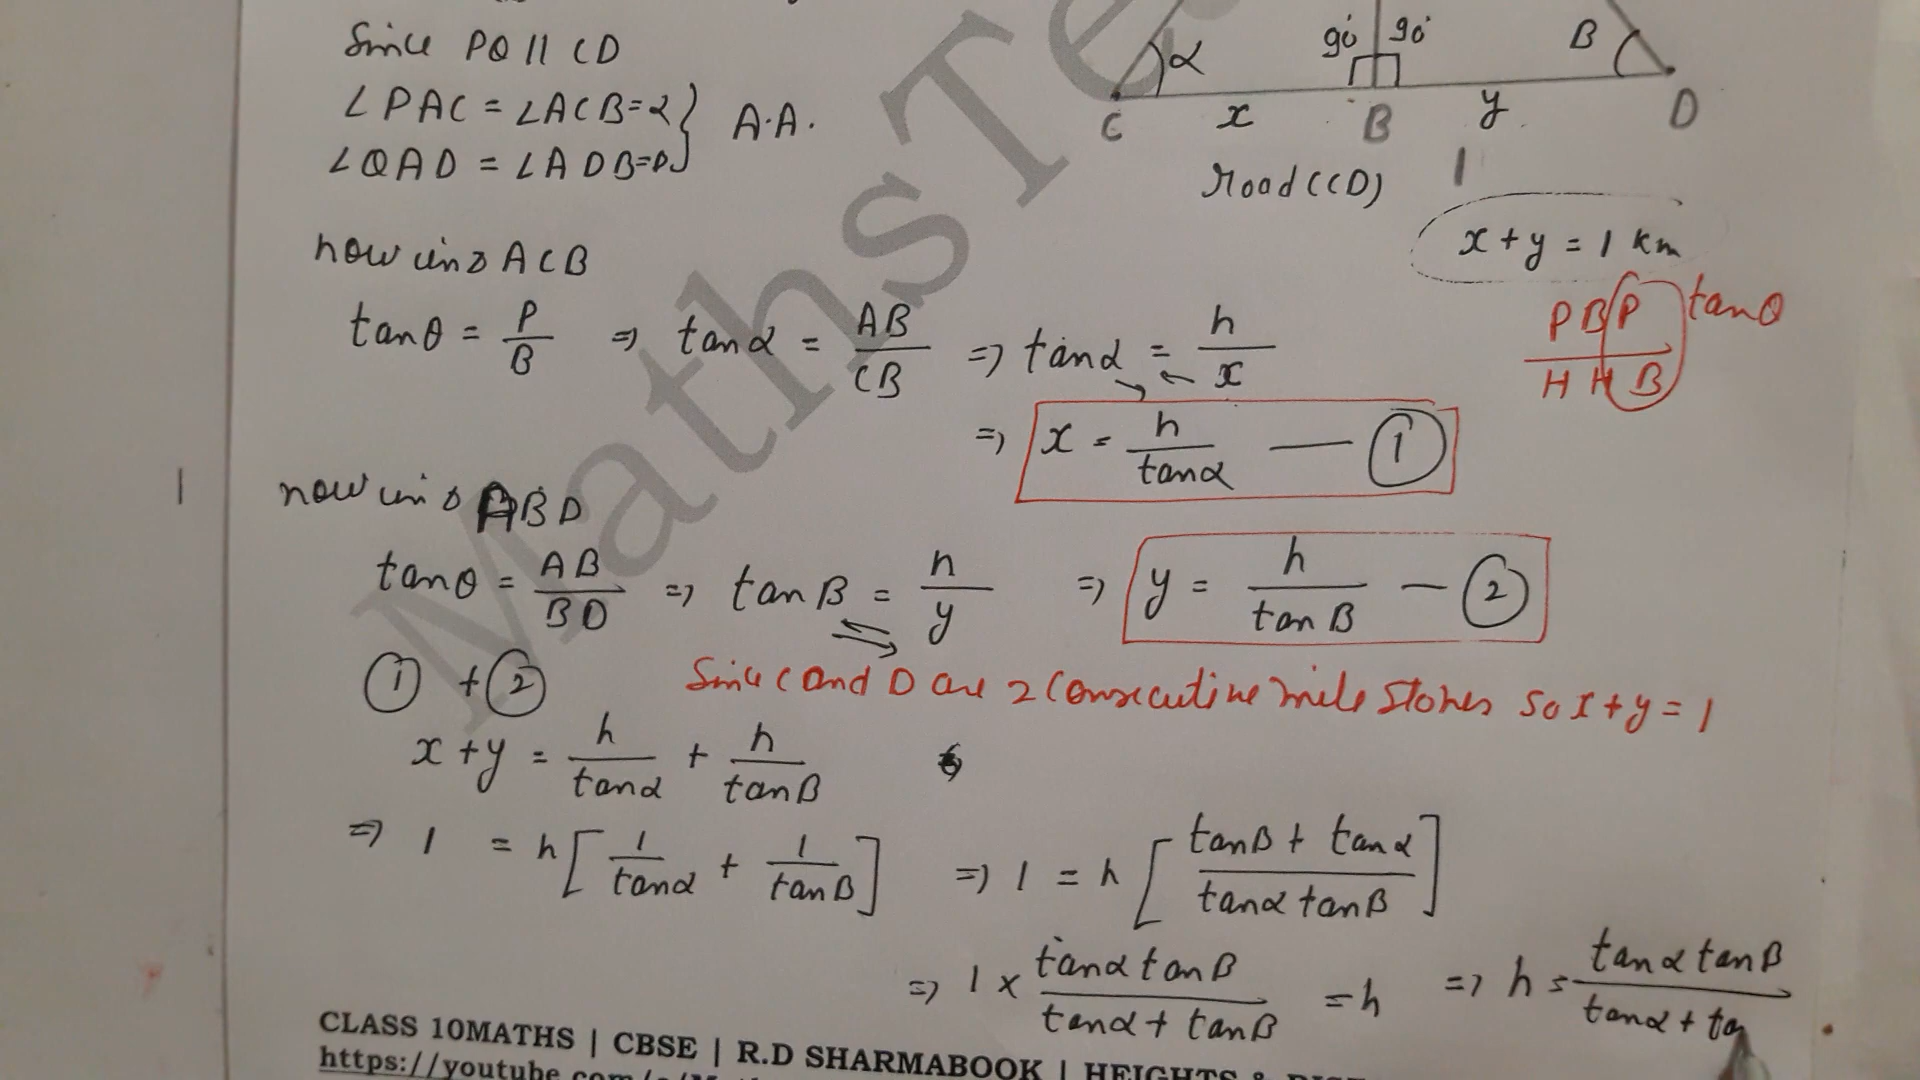 Since PQ || CD
∠PAC = ∠ACB = α } A.A.
∠QAD = ∠ADB = β
α 90° 90° β
C x B y D
road (CD)
x + y = 1 km
now in Δ ACB
P B P tanθ
H H B
tanθ = P/B ⇒ tanα = AB/CB ⇒ tanα = h/x
⇒ x = h/tanα — ①
now in Δ ABD
tanθ = AB/BD ⇒ tanβ = h/y ⇒ y = h/tanβ — ②
① + ② Since C and D are 2 Consecutive mile stones so x + y = 1
x + y = h/tanα + h/tanβ
⇒ 1 = h[1/tanα + 1/tanβ] ⇒ 1 = h[(tanβ + tanα)/(tanα tanβ)]
⇒ 1 × (tanα tanβ)/(tanα + tanβ) = h ⇒ h = (tanα tanβ)/(tanα + ta
MathsTe
CLASS 10MATHS | CBSE | R.D SHARMABOOK | HEIGHTS &
https://youtube.com/c/M